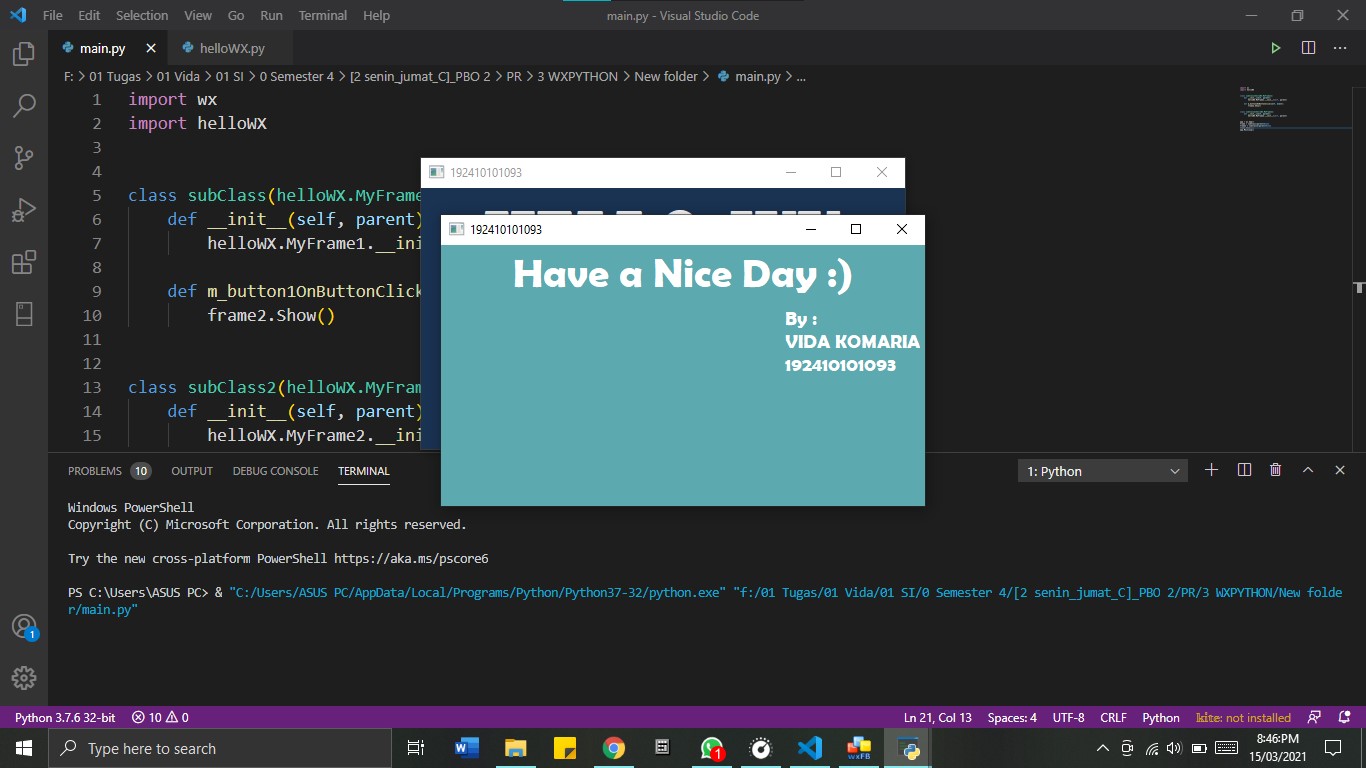 File Edit Selection View Go Run Terminal Help main.py - Visual Studio Code
main.py helloWX.py
F: > 01 Tugas > 01 Vida > 01 SI > 0 Semester 4 > [2 senin_jumat_C]_PBO 2 > PR > 3 WXPYTHON > New folder > main.py > ...
1 import wx
2 import helloWX
3
4
5 class subClass(helloWX.MyFrame
6 def __init__(self, parent)
7 helloWX.MyFrame1.__ini
8
9 def m_button1OnButtonClick
10 frame2.Show()
11
12
13 class subClass2(helloWX.MyFram
14 def __init__(self, parent)
15 helloWX.MyFrame2.__ini
192410101093
192410101093
Have a Nice Day :)
By :
VIDA KOMARIA
192410101093
PROBLEMS 10 OUTPUT DEBUG CONSOLE TERMINAL 1: Python
Windows PowerShell
Copyright (C) Microsoft Corporation. All rights reserved.
Try the new cross-platform PowerShell https://aka.ms/pscore6
PS C:\Users\ASUS PC> & "C:/Users/ASUS PC/AppData/Local/Programs/Python/Python37-32/python.exe" "f:/01 Tugas/01 Vida/01 SI/0 Semester 4/[2 senin_jumat_C]_PBO 2/PR/3 WXPYTHON/New folde
r/main.py"
1
Python 3.7.6 32-bit 10 0 Ln 21, Col 13 Spaces: 4 UTF-8 CRLF Python kite: not installed
Type here to search 1 wxFB 8:46PM
15/03/2021